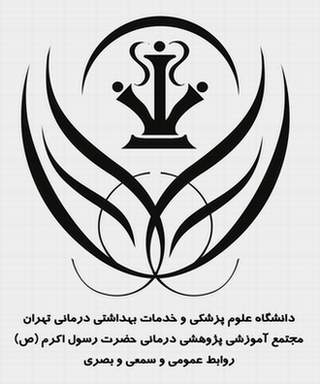 دانشگاه علوم پزشکی و خدمات بهداشتی درمانی تهران
مجتمع آموزشی پژوهشی درمانی حضرت رسول اکرم (ص)
روابط عمومی و سمعی و بصری